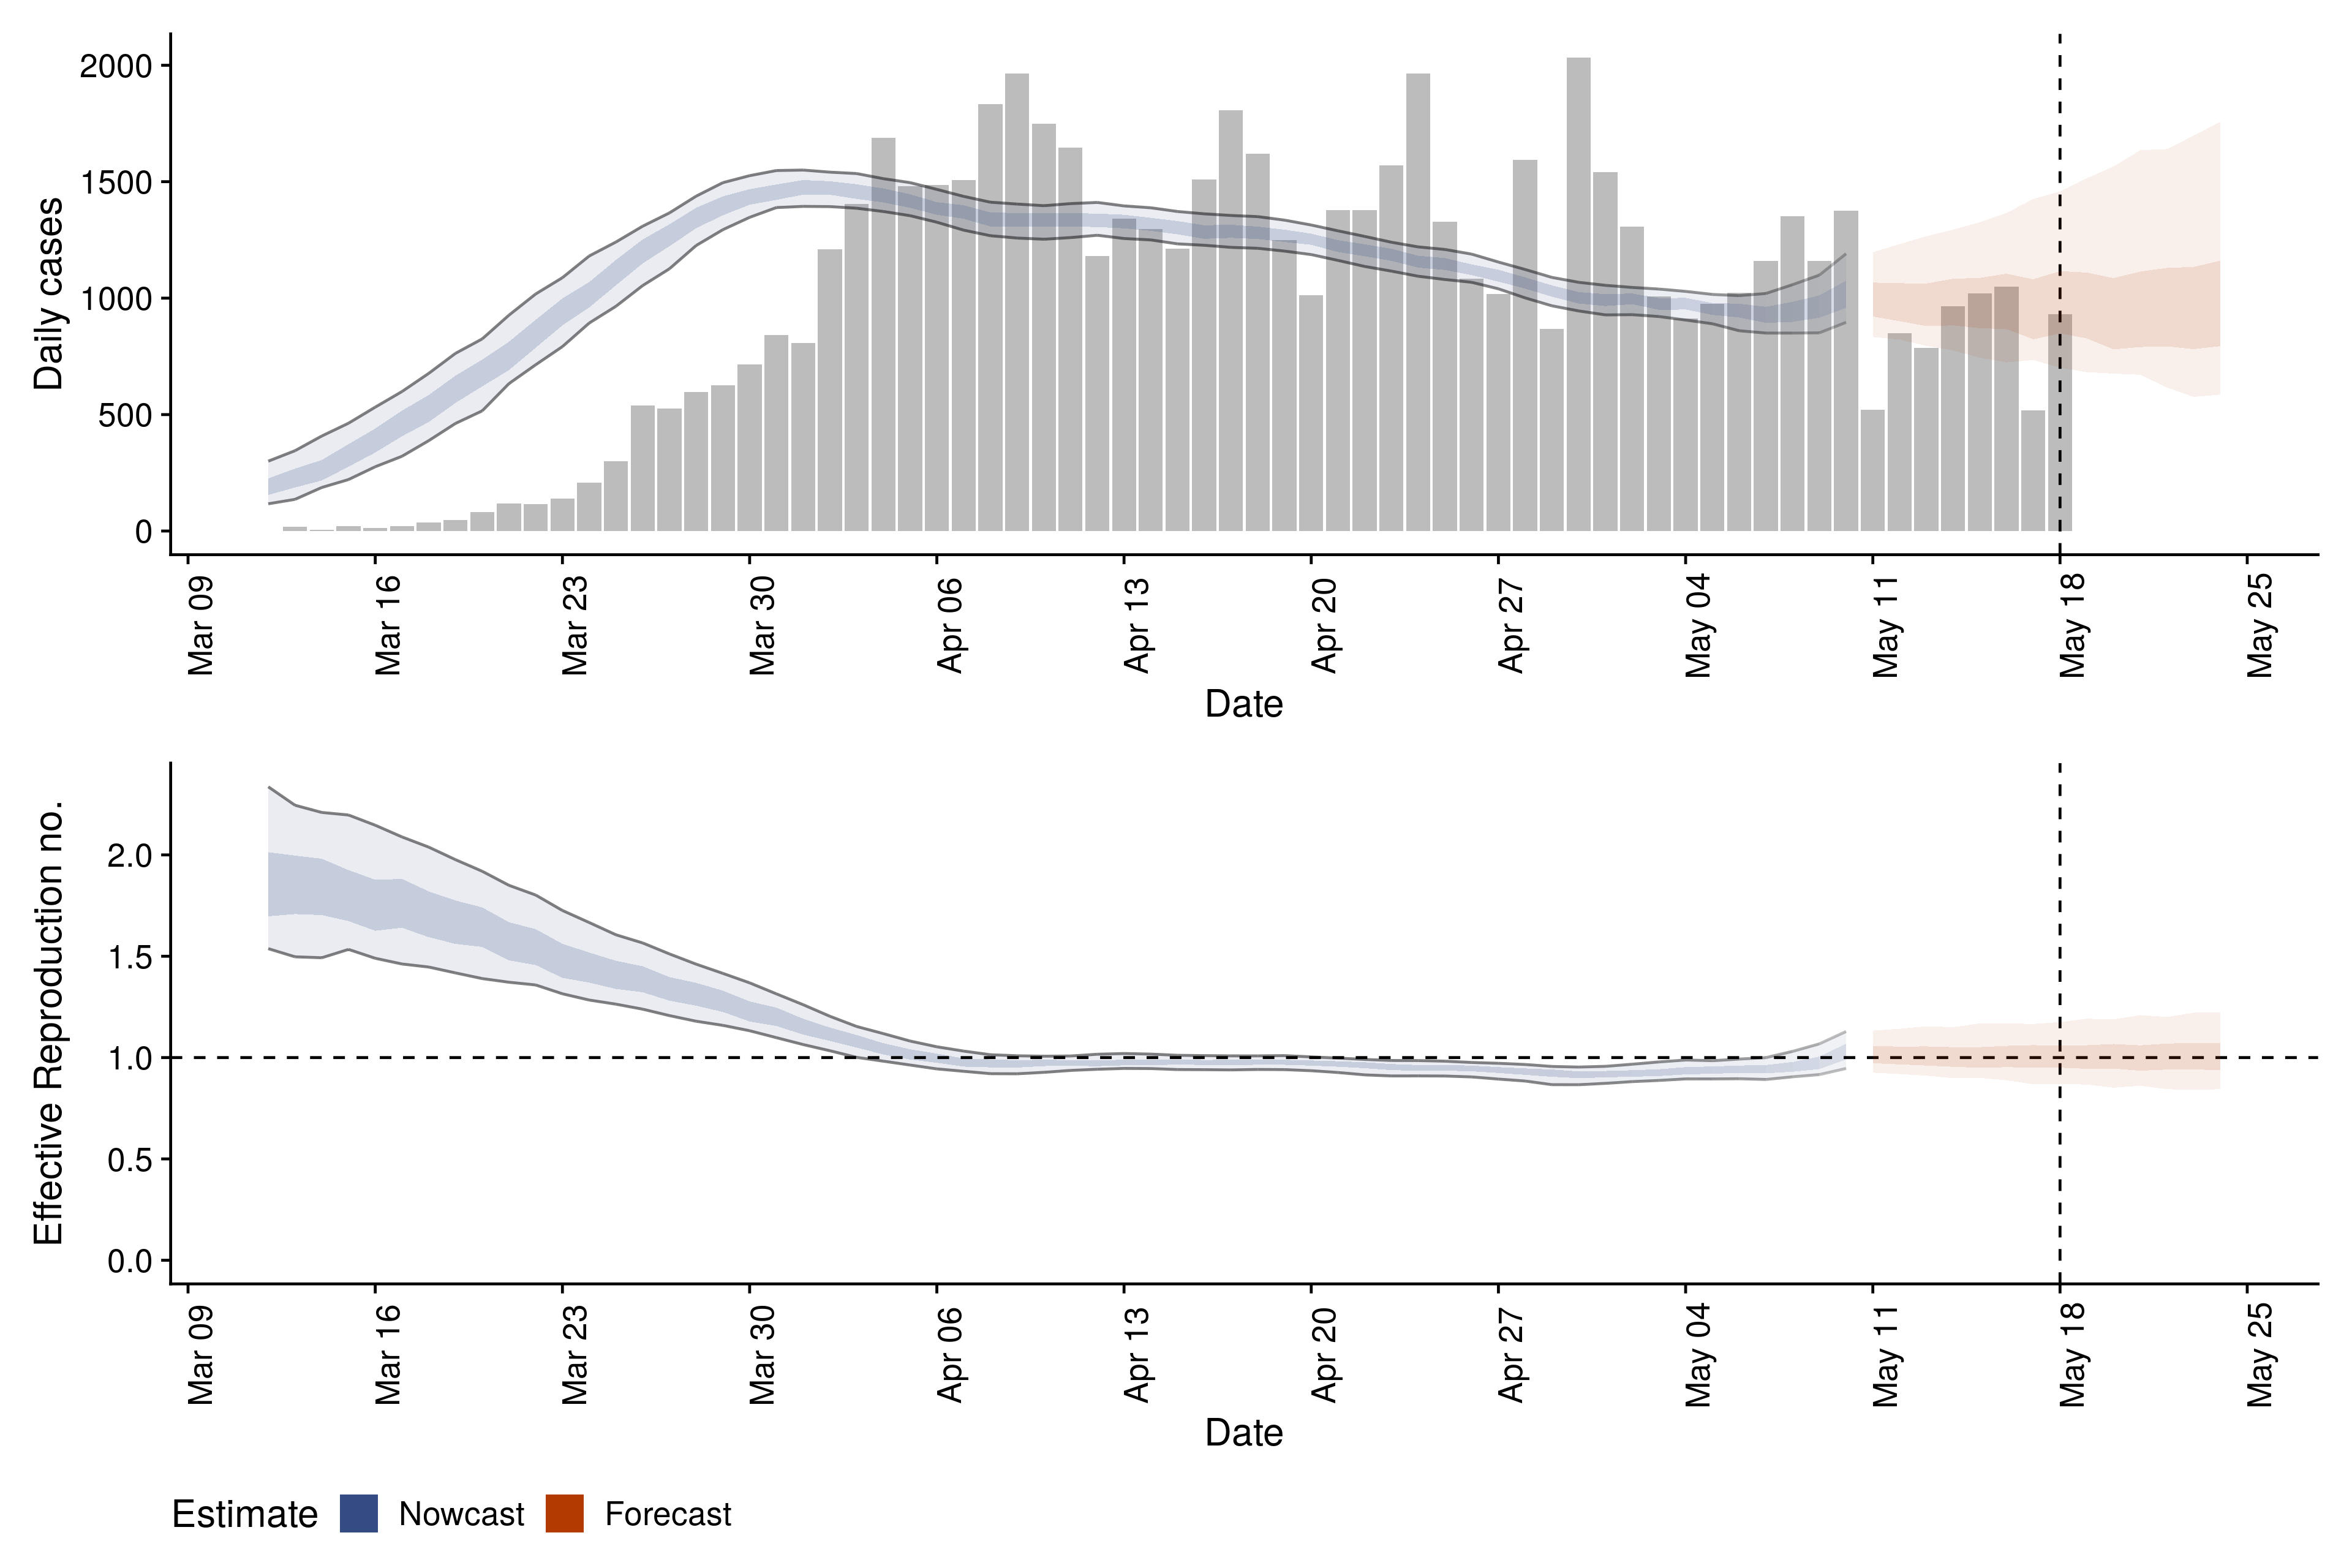 Daily cases
2000
1500
1000
500
0
Mar 09
Mar 16
Mar 23
Mar 30
Apr 06
Apr 13
Apr 20
Apr 27
May 04
May 11
May 18
May 25
Date
Effective Reproduction no.
2.0
1.5
1.0
0.5
0.0
Mar 09
Mar 16
Mar 23
Mar 30
Apr 06
Apr 13
Apr 20
Apr 27
May 04
May 11
May 18
May 25
Date
Estimate Nowcast Forecast